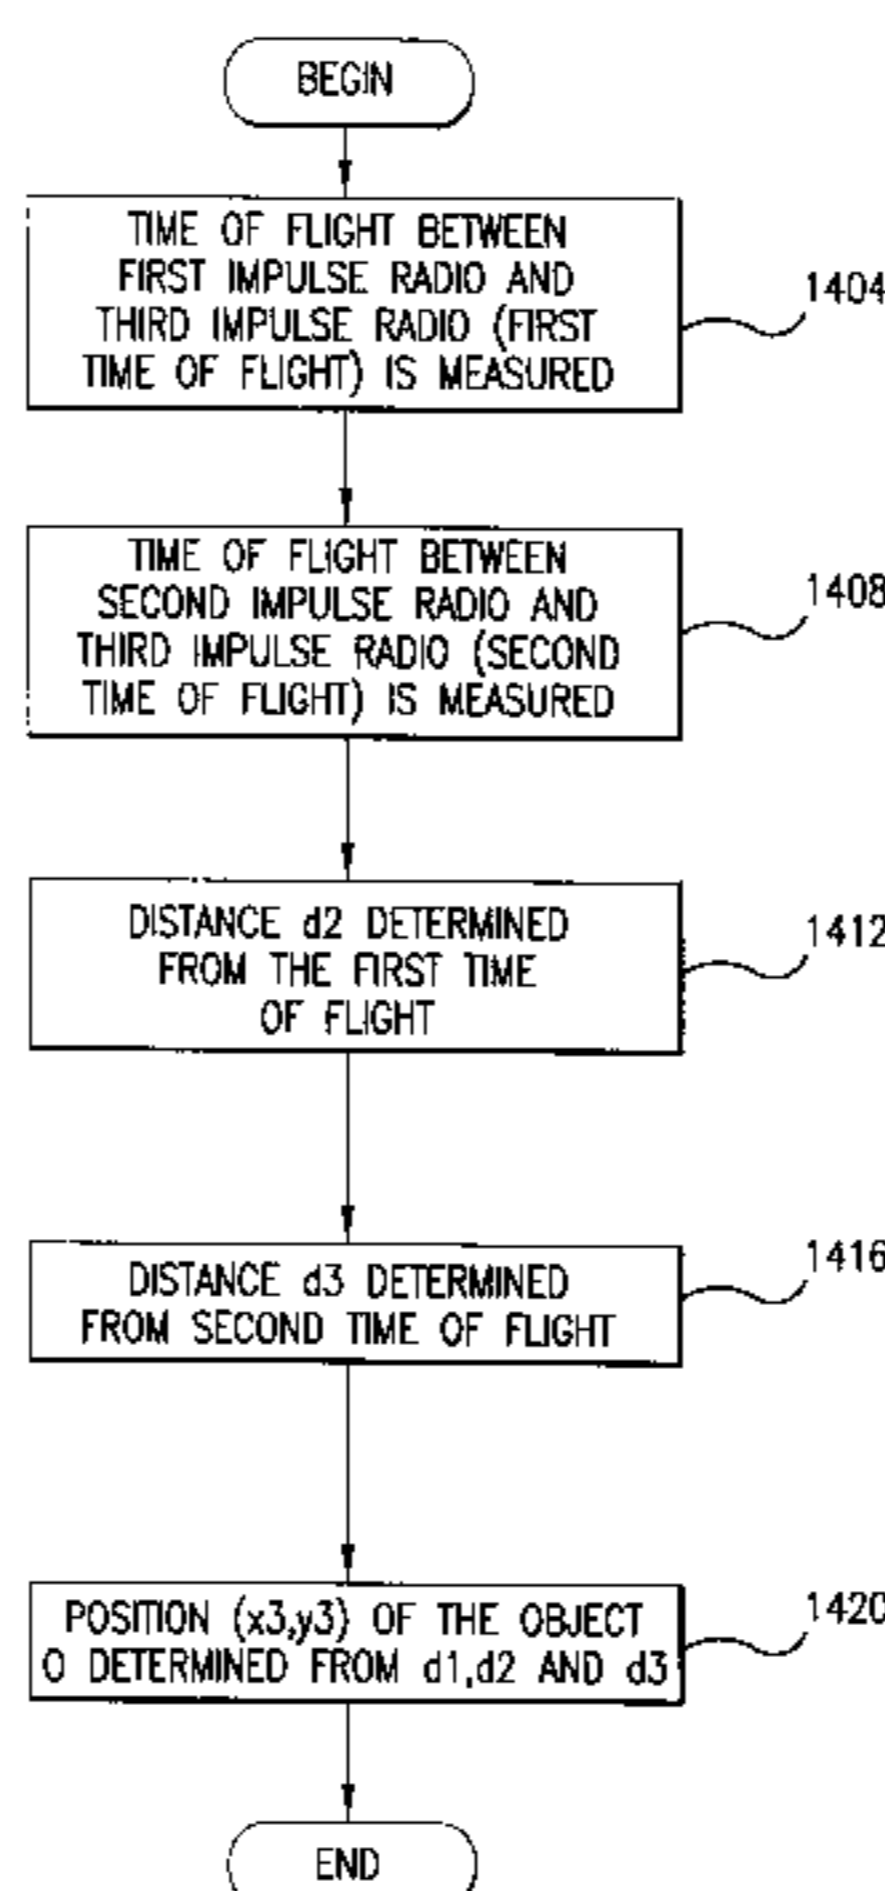 BEGIN
TIME OF FLIGHT BETWEEN
FIRST IMPULSE RADIO AND
THIRD IMPULSE RADIO (FIRST
TIME OF FLIGHT) IS MEASURED
1404
TIME OF FLIGHT BETWEEN
SECOND IMPULSE RADIO AND
THIRD IMPULSE RADIO (SECOND
TIME OF FLIGHT) IS MEASURED
1408
DISTANCE d2 DETERMINED
FROM THE FIRST TIME
OF FLIGHT
1412
DISTANCE d3 DETERMINED
FROM SECOND TIME OF FLIGHT
1416
POSITION (x3,y3) OF THE OBJECT
O DETERMINED FROM d1,d2 AND d3
1420
END